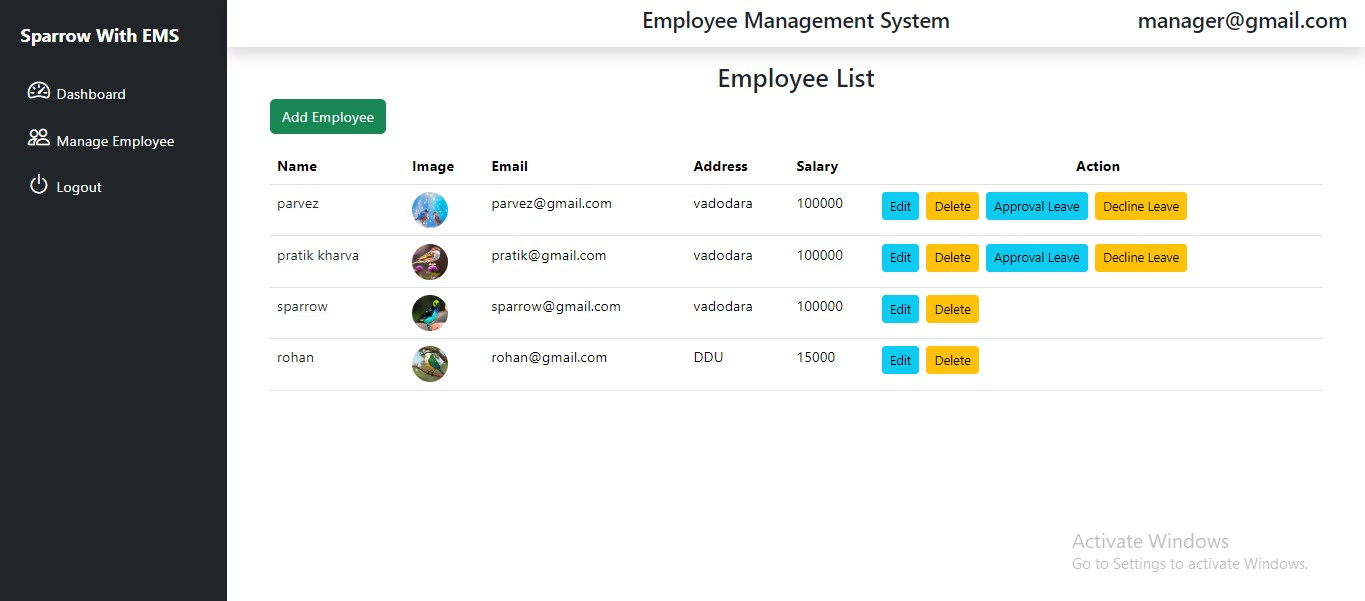 Sparrow With EMS
Dashboard
Manage Employee
Logout
Employee Management System
manager@gmail.com
Employee List
Add Employee
Name Image Email Address Salary Action
parvez parvez@gmail.com vadodara 100000 Edit Delete Approval Leave Decline Leave
pratik kharva pratik@gmail.com vadodara 100000 Edit Delete Approval Leave Decline Leave
sparrow sparrow@gmail.com vadodara 100000 Edit Delete
rohan rohan@gmail.com DDU 15000 Edit Delete
Activate Windows
Go to Settings to activate Windows.